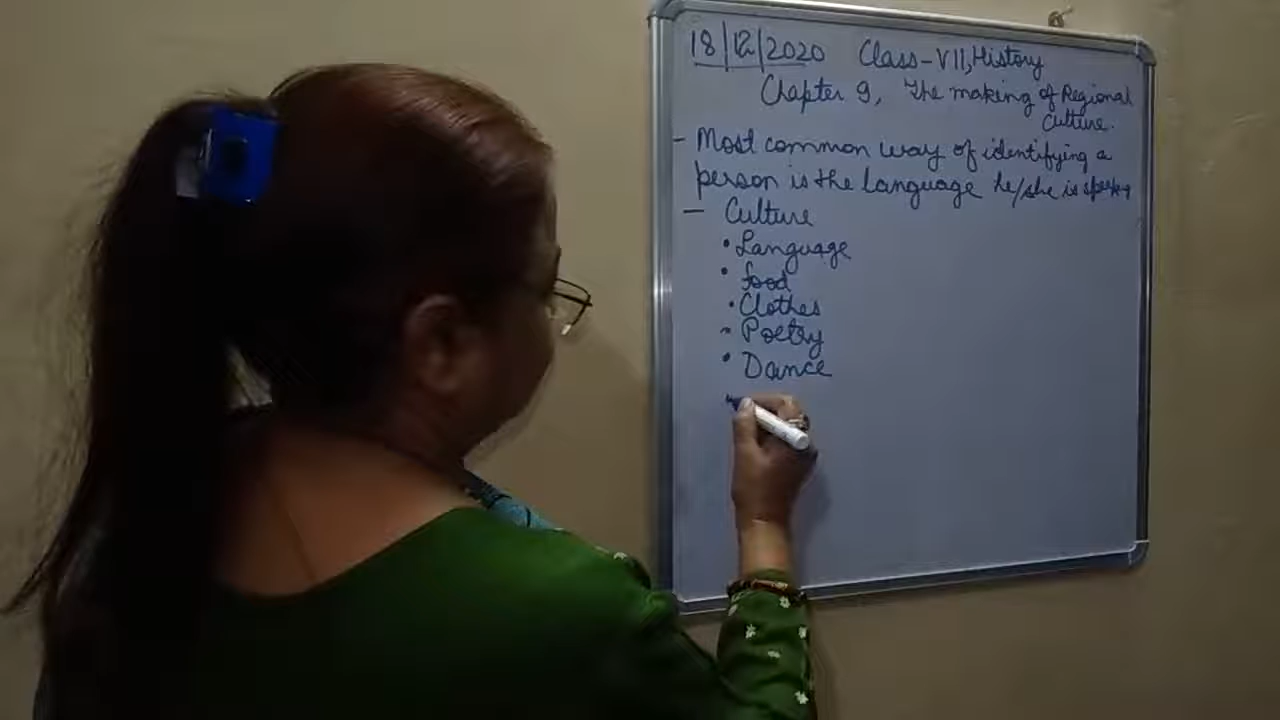 18/12/2020 Class-VII, History
Chapter 9, The making of Regional
Culture.
- Most common way of identifying a
person is the language he/she is speaking
- Culture
• Language
• food
• Clothes
• Poetry
• Dance